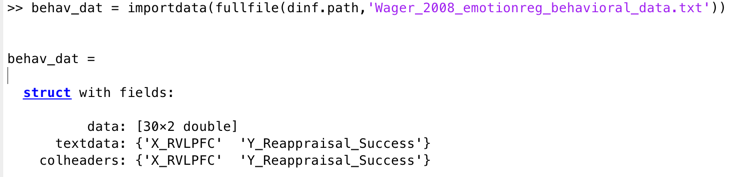 >> behav_dat = importdata(fullfile(dinf.path,'Wager_2008_emotionreg_behavioral_data.txt'))
behav_dat =
struct with fields:
data: [30×2 double]
textdata: {'X_RVLPFC'  'Y_Reappraisal_Success'}
colheaders: {'X_RVLPFC'  'Y_Reappraisal_Success'}